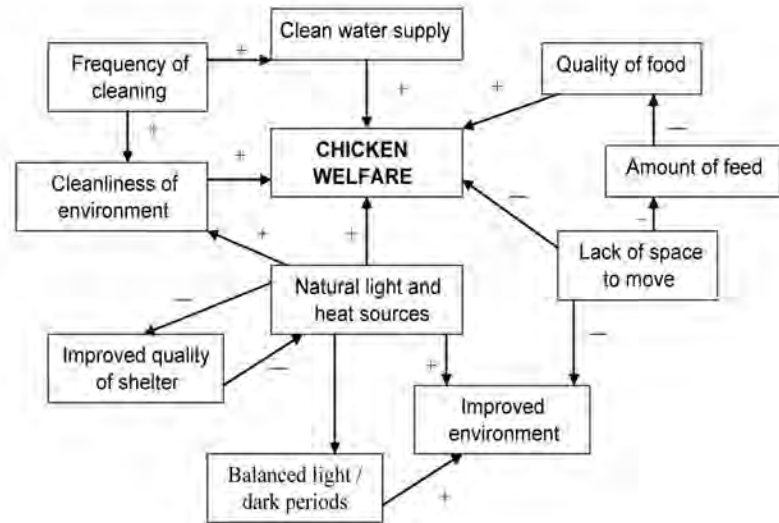 Clean water supply
Frequency of
cleaning
+
Quality of food
+
+
+
+
CHICKEN
WELFARE
—
Cleanliness of
environment
+
Amount of feed
—
-
+
+
Natural light and
heat sources
Lack of space
to move
—
Improved quality
of shelter
—
+
—
Improved
environment
Balanced light /
dark periods
+